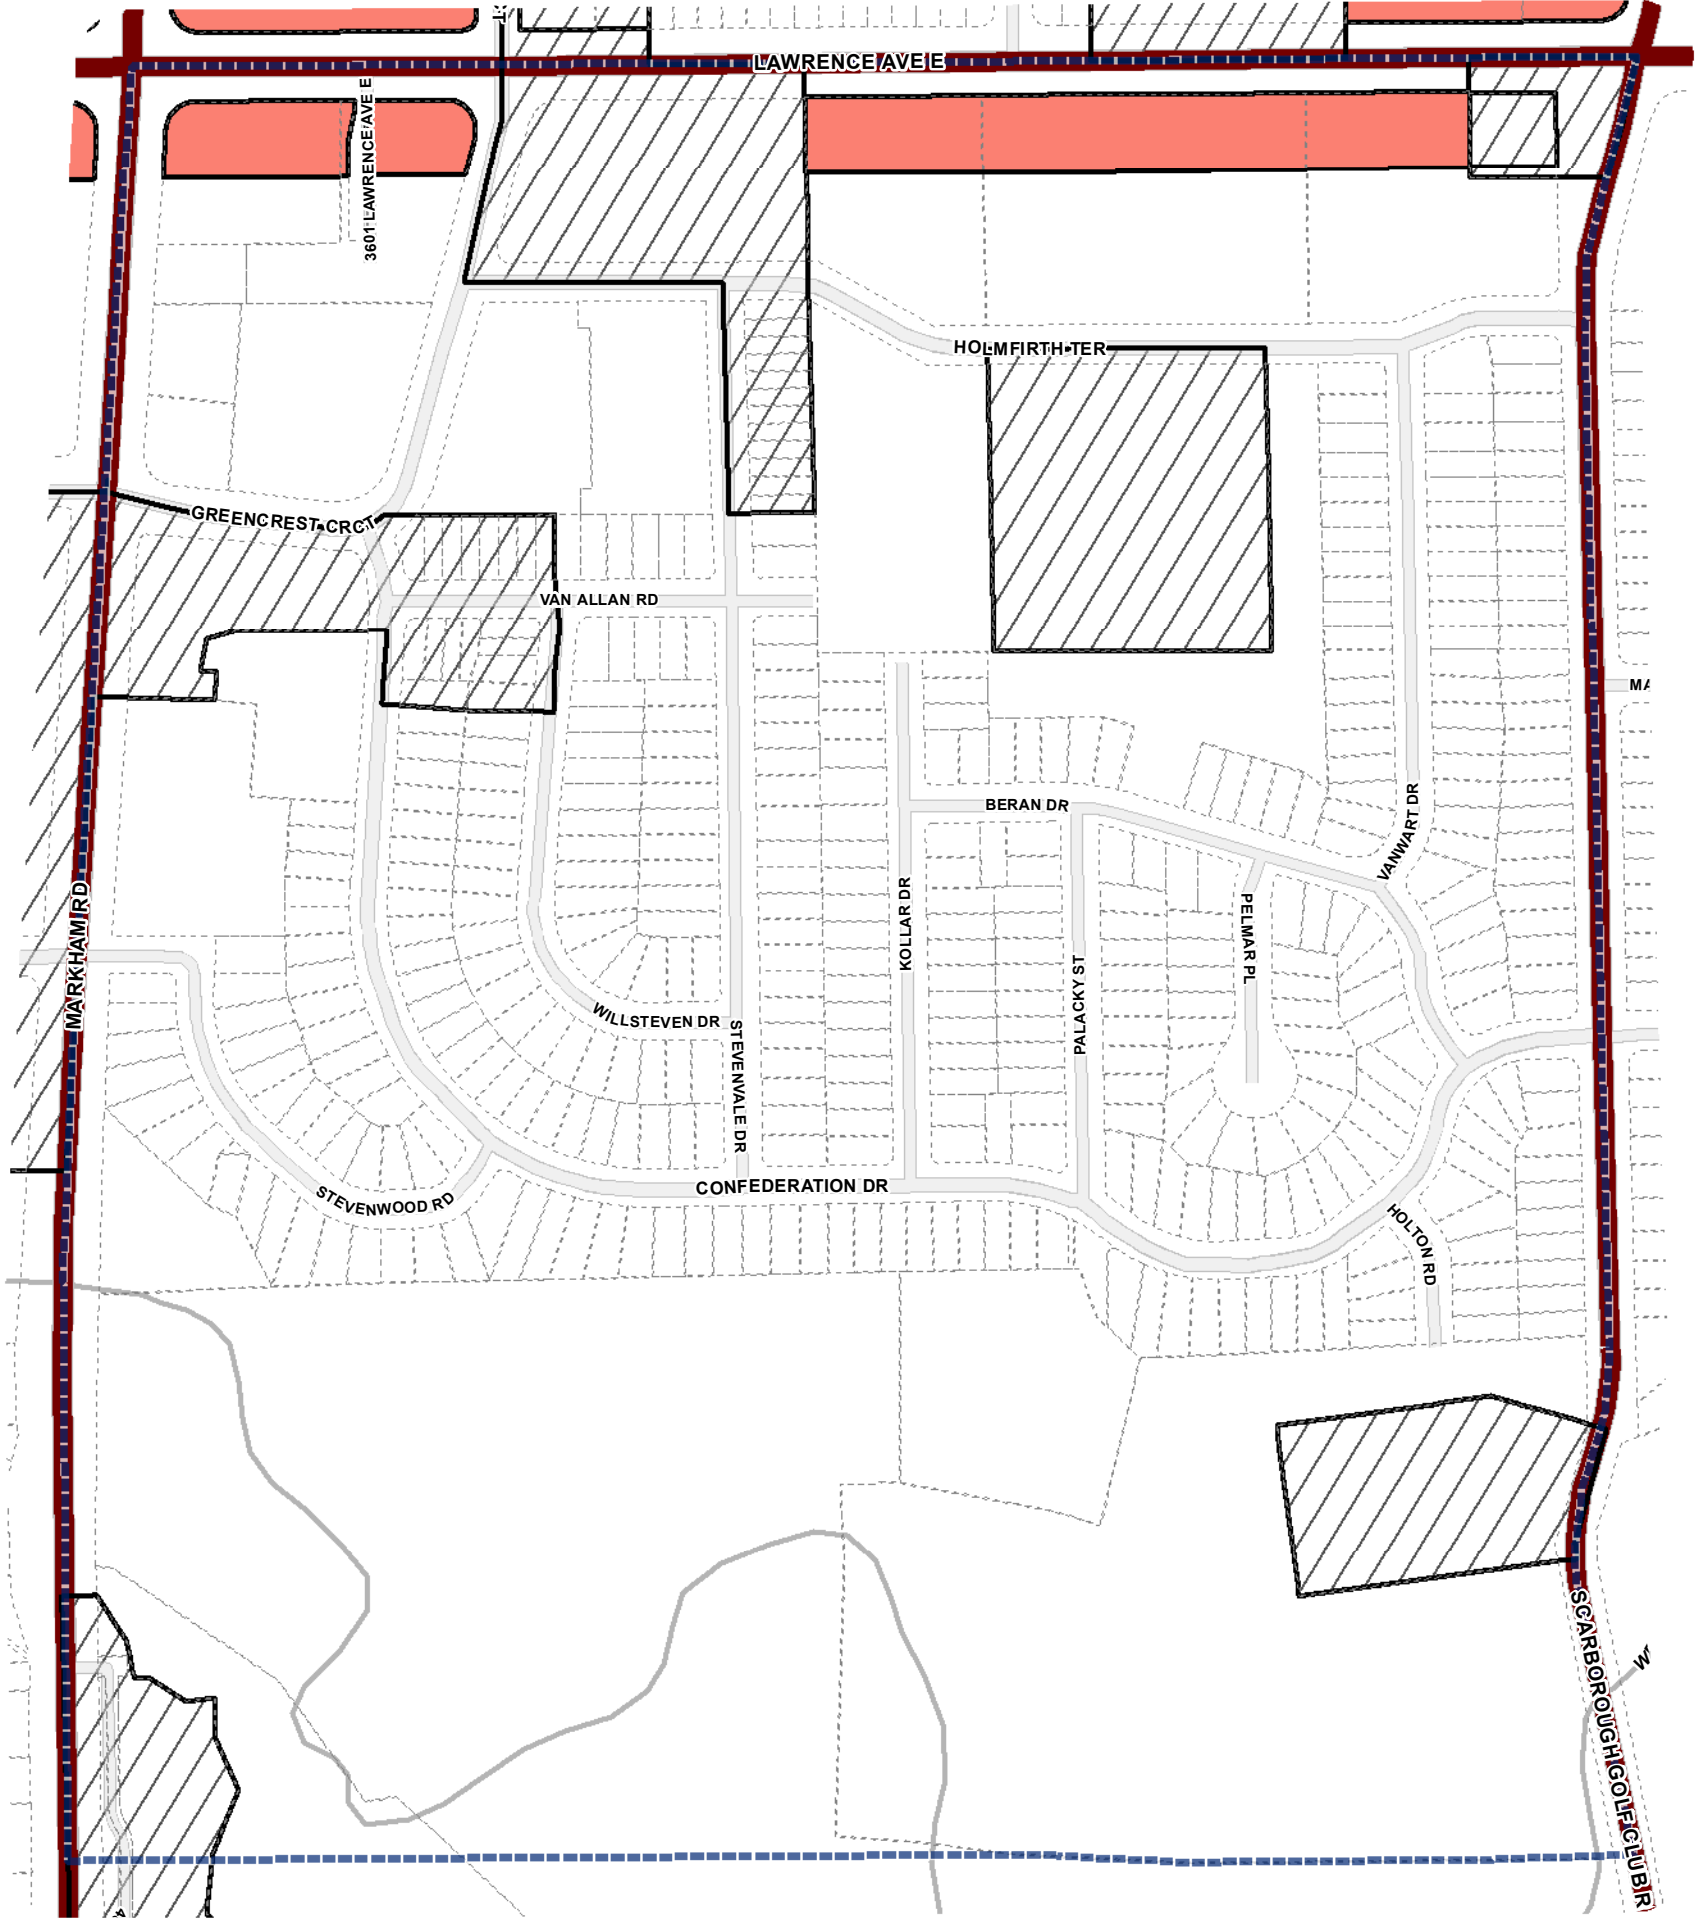 LAWRENCE AVE E
3601 LAWRENCE AVE E
HOLMFIRTH TER
GREENCREST CRCT
VAN ALLAN RD
MA
BERAN DR
VANWART DR
MARKHAM RD
KOLLAR DR
PELMAR PL
PALACKY ST
WILLSTEVEN DR
STEVENVALE DR
CONFEDERATION DR
STEVENWOOD RD
HOLTON RD
SCARBOROUGH GOLF CLUB R